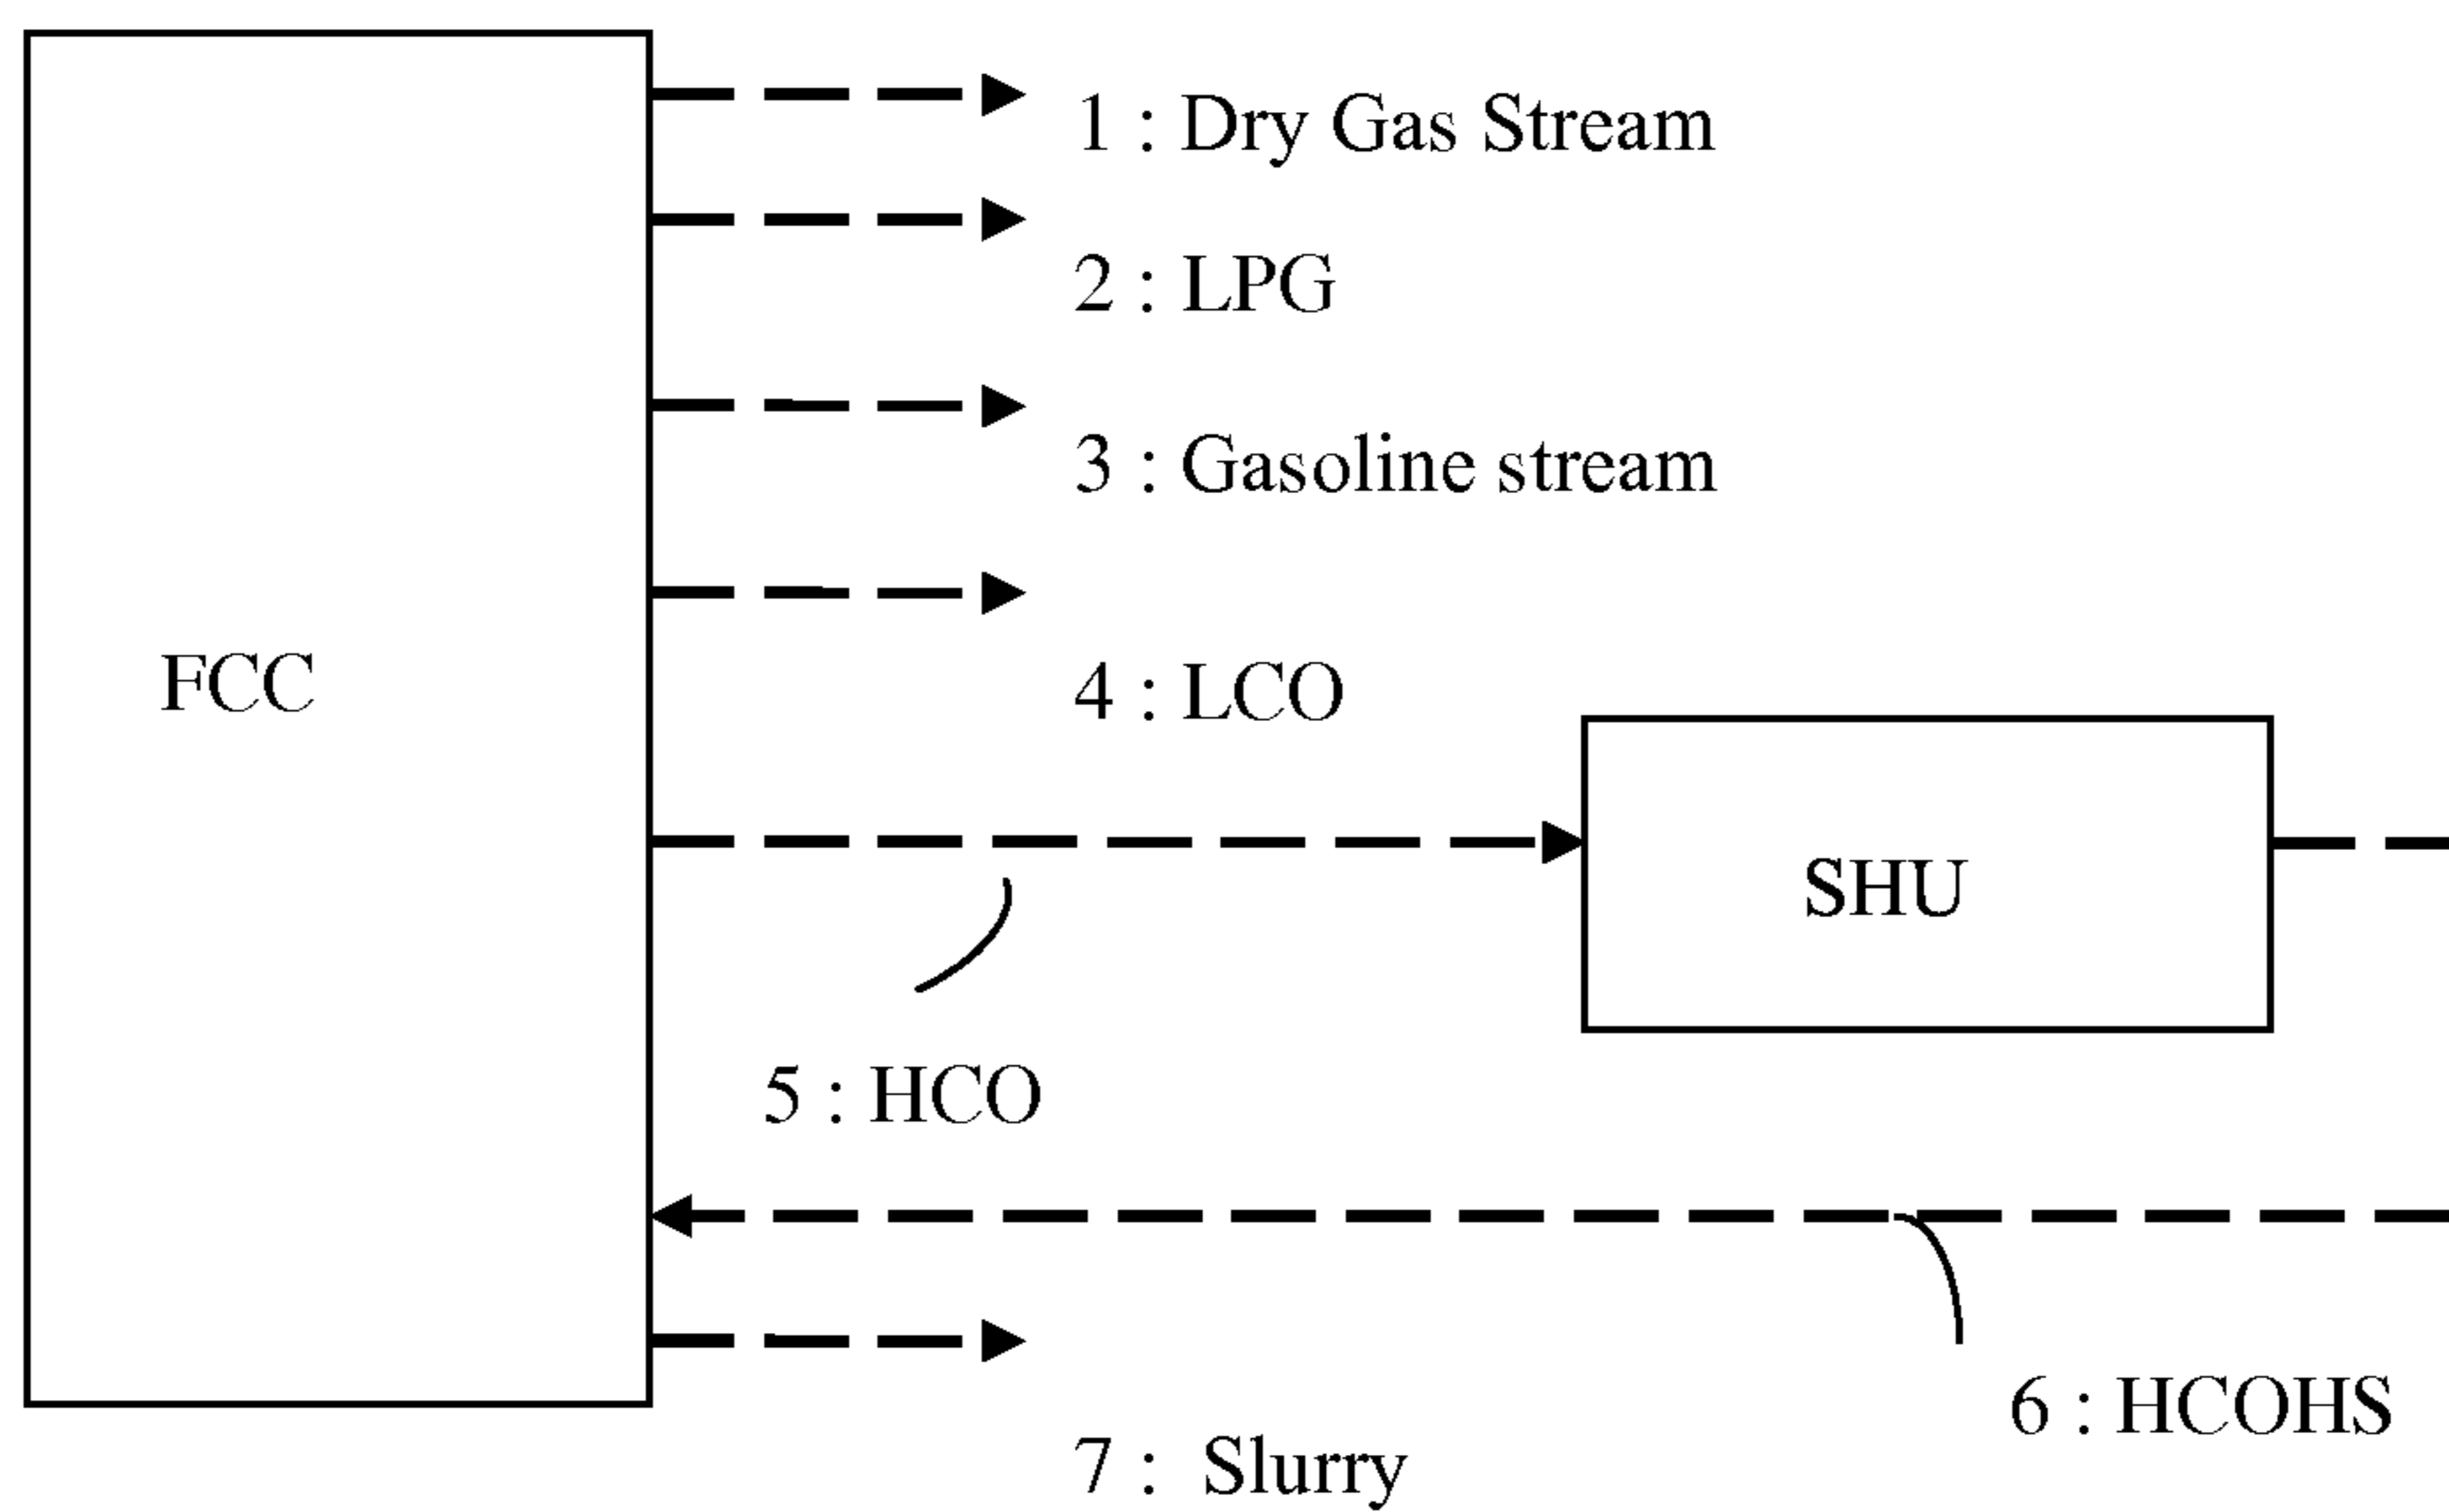 1 : Dry Gas Stream
2 : LPG
3 : Gasoline stream
FCC
4 : LCO
SHU
5 : HCO
6 : HCOHS
7 : Slurry